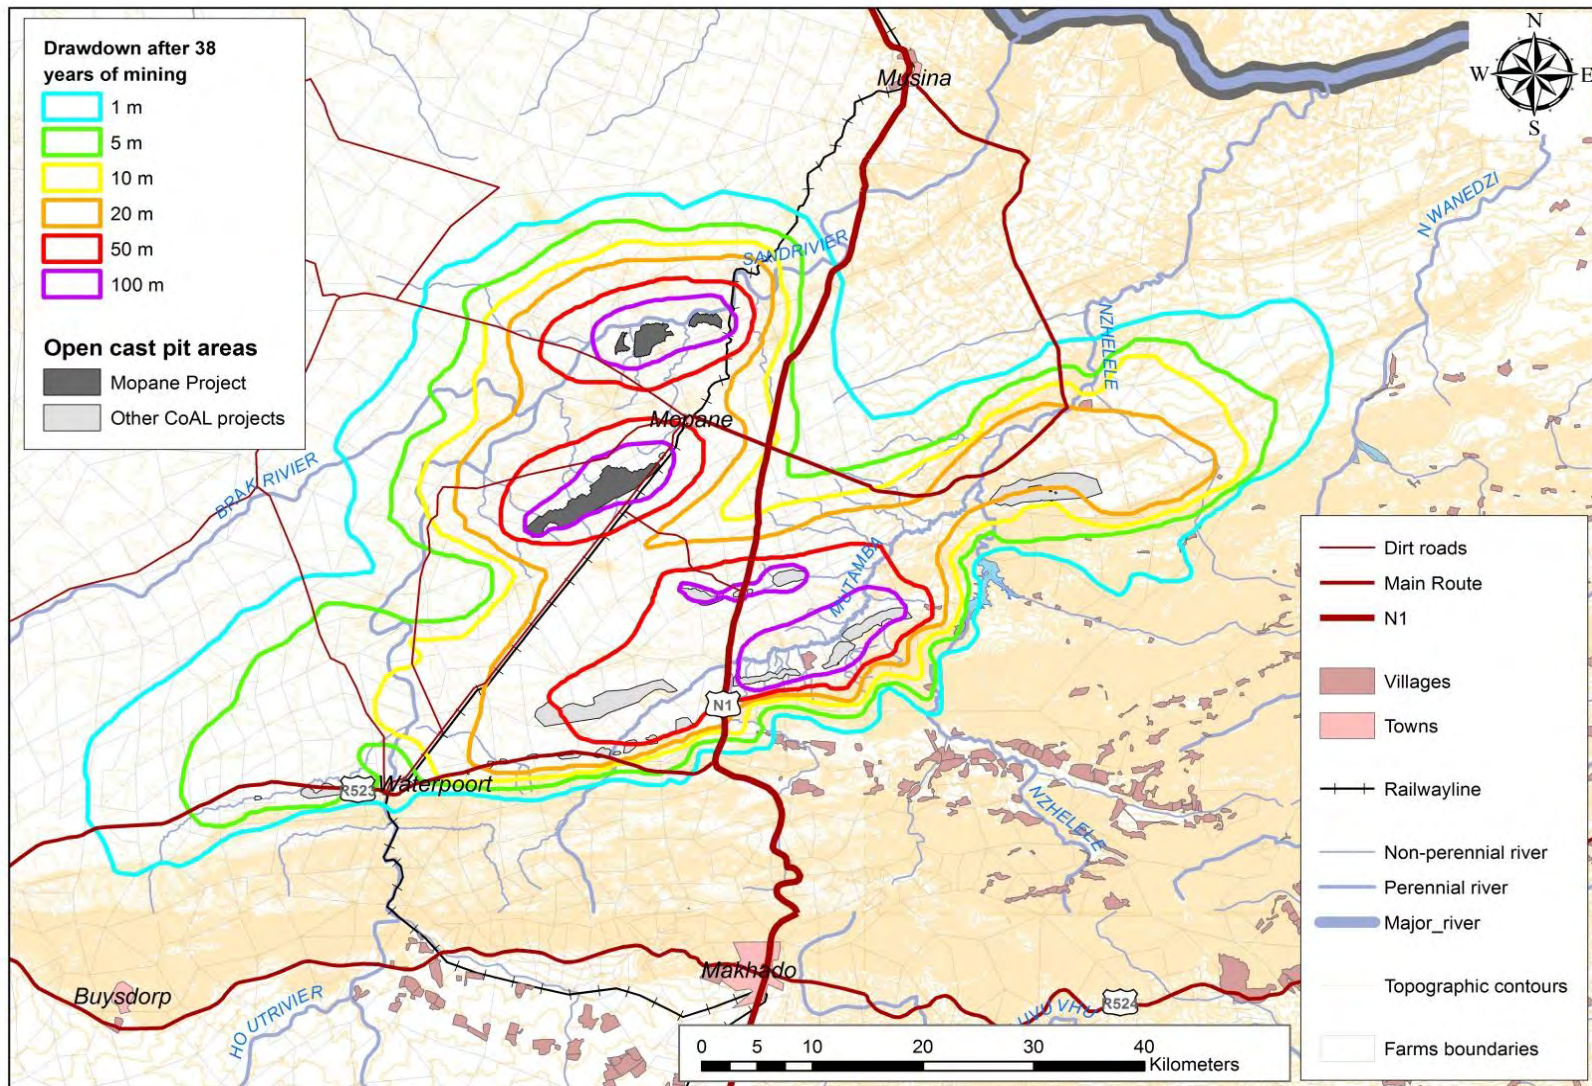 Drawdown after 38
years of mining
1 m
5 m
10 m
20 m
50 m
100 m
Open cast pit areas
Mopane Project
Other CoAL projects
N
W
E
S
Musina
SANDRIVIER
N WANEDZI
NZHELELE
Mopane
BRAK RIVIER
MUTAMBA
N1
Waterpoort
R523
NZHELELE
Makhado
Buysdorp
HO UTRIVIER
UVU VHU
R524
Dirt roads
Main Route
N1
Villages
Towns
Railwayline
Non-perennial river
Perennial river
Major_river
Topographic contours
Farms boundaries
0 5 10 20 30 40
Kilometers